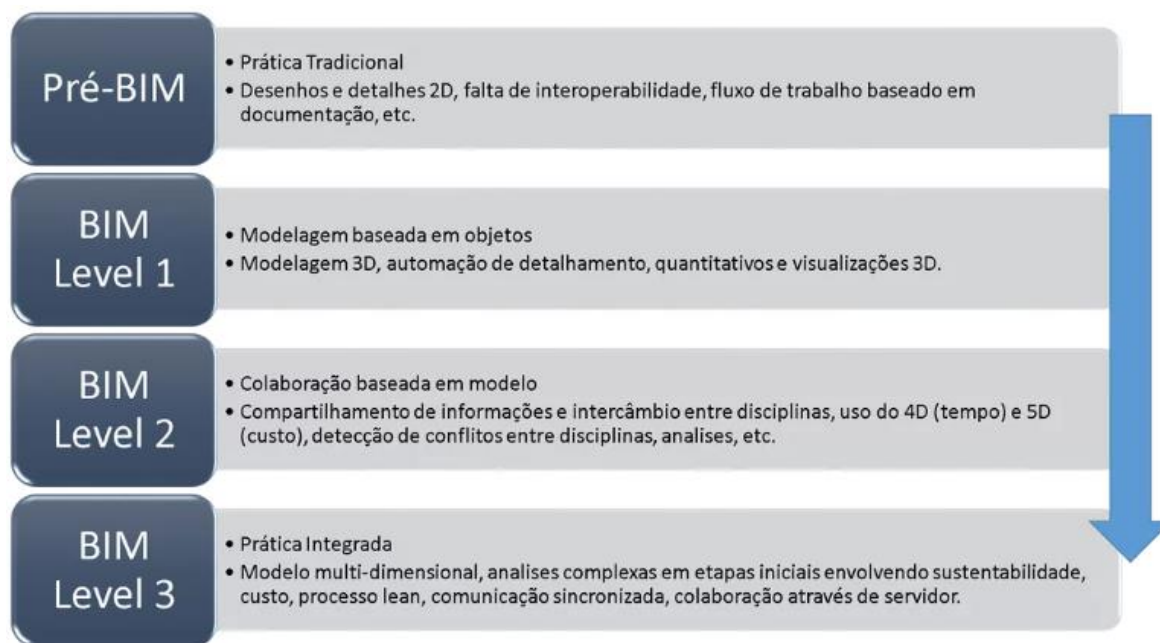 Pré-BIM
• Prática Tradicional
• Desenhos e detalhes 2D, falta de interoperabilidade, fluxo de trabalho baseado em
documentação, etc.
BIM
Level 1
• Modelagem baseada em objetos
• Modelagem 3D, automação de detalhamento, quantitativos e visualizações 3D.
BIM
Level 2
• Colaboração baseada em modelo
• Compartilhamento de informações e intercâmbio entre disciplinas, uso do 4D (tempo) e 5D
(custo), detecção de conflitos entre disciplinas, analises, etc.
BIM
Level 3
• Prática Integrada
• Modelo multi-dimensional, analises complexas em etapas iniciais envolvendo sustentabilidade,
custo, processo lean, comunicação sincronizada, colaboração através de servidor.